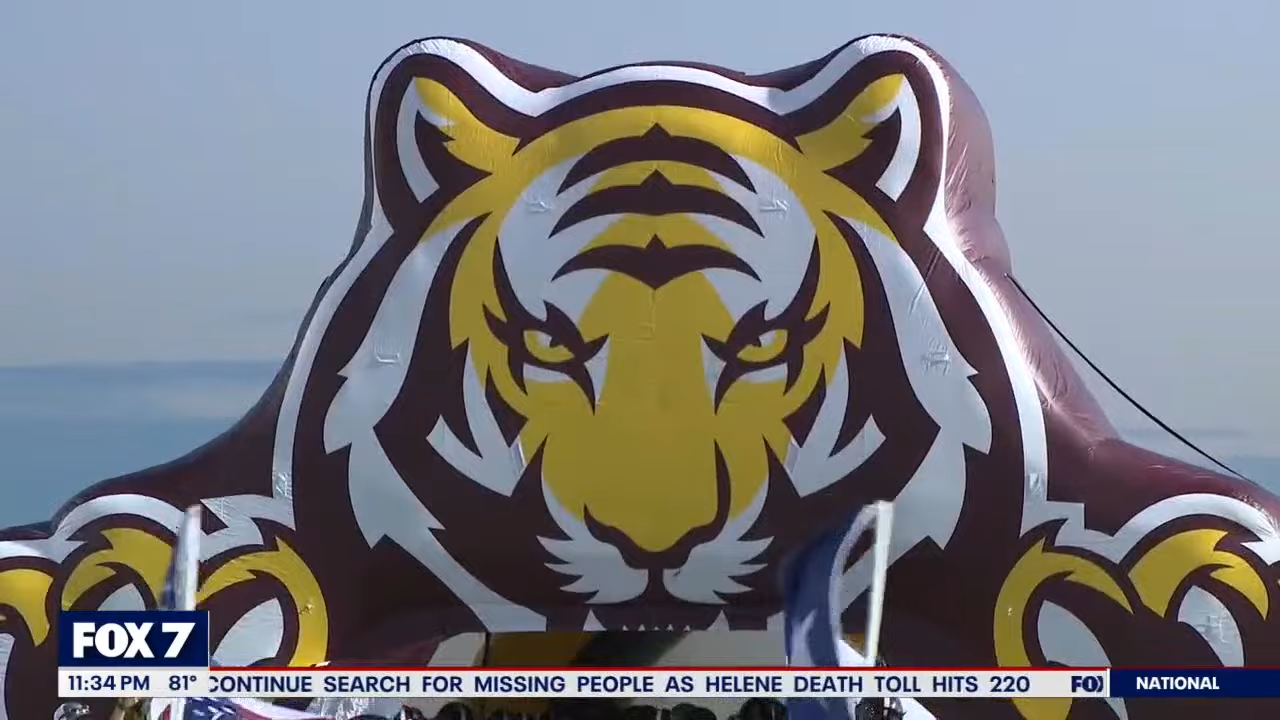 FOX 7
11:34 PM 81° CONTINUE SEARCH FOR MISSING PEOPLE AS HELENE DEATH TOLL HITS 220 FOX NATIONAL